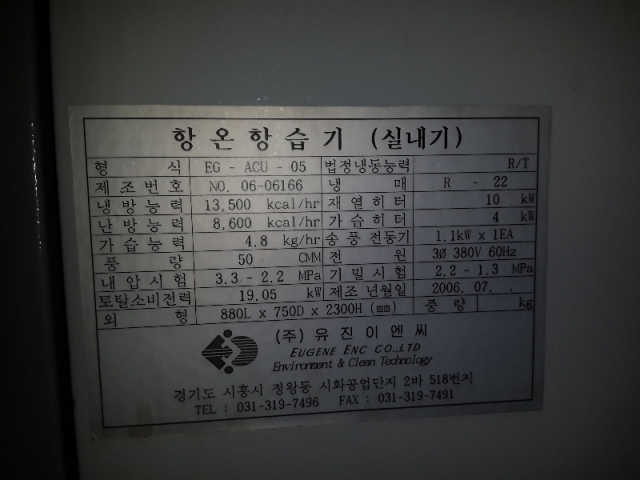 항온항습기 (실내기)
형 식 EG - ACU - 05 법정냉동능력 R/T
제조번호 NO. 06-06166 냉 매 R - 22
냉방능력 13,500 kcal/hr 재열히터 10 kW
난방능력 8,600 kcal/hr 가습히터 4 kW
가습능력 4.8 kg/hr 송풍전동기 1.1kW x 1EA
풍 량 50 CMM 전 원 3Ø 380V 60Hz
내압시험 3.3 - 2.2 MPa 기밀시험 2.2 - 1.3 MPa
토탈소비전력 19.05 kW 제조년월일 2006. 07. .
외 형 880L x 750D x 2300H (mm) 중 량 kg
(주) 유진이엔씨
EUGENE ENC CO.,LTD
Environment & Clean Technology
경기도 시흥시 정왕동 시화공업단지 2바 518번지
TEL : 031-319-7496 FAX : 031-319-7491